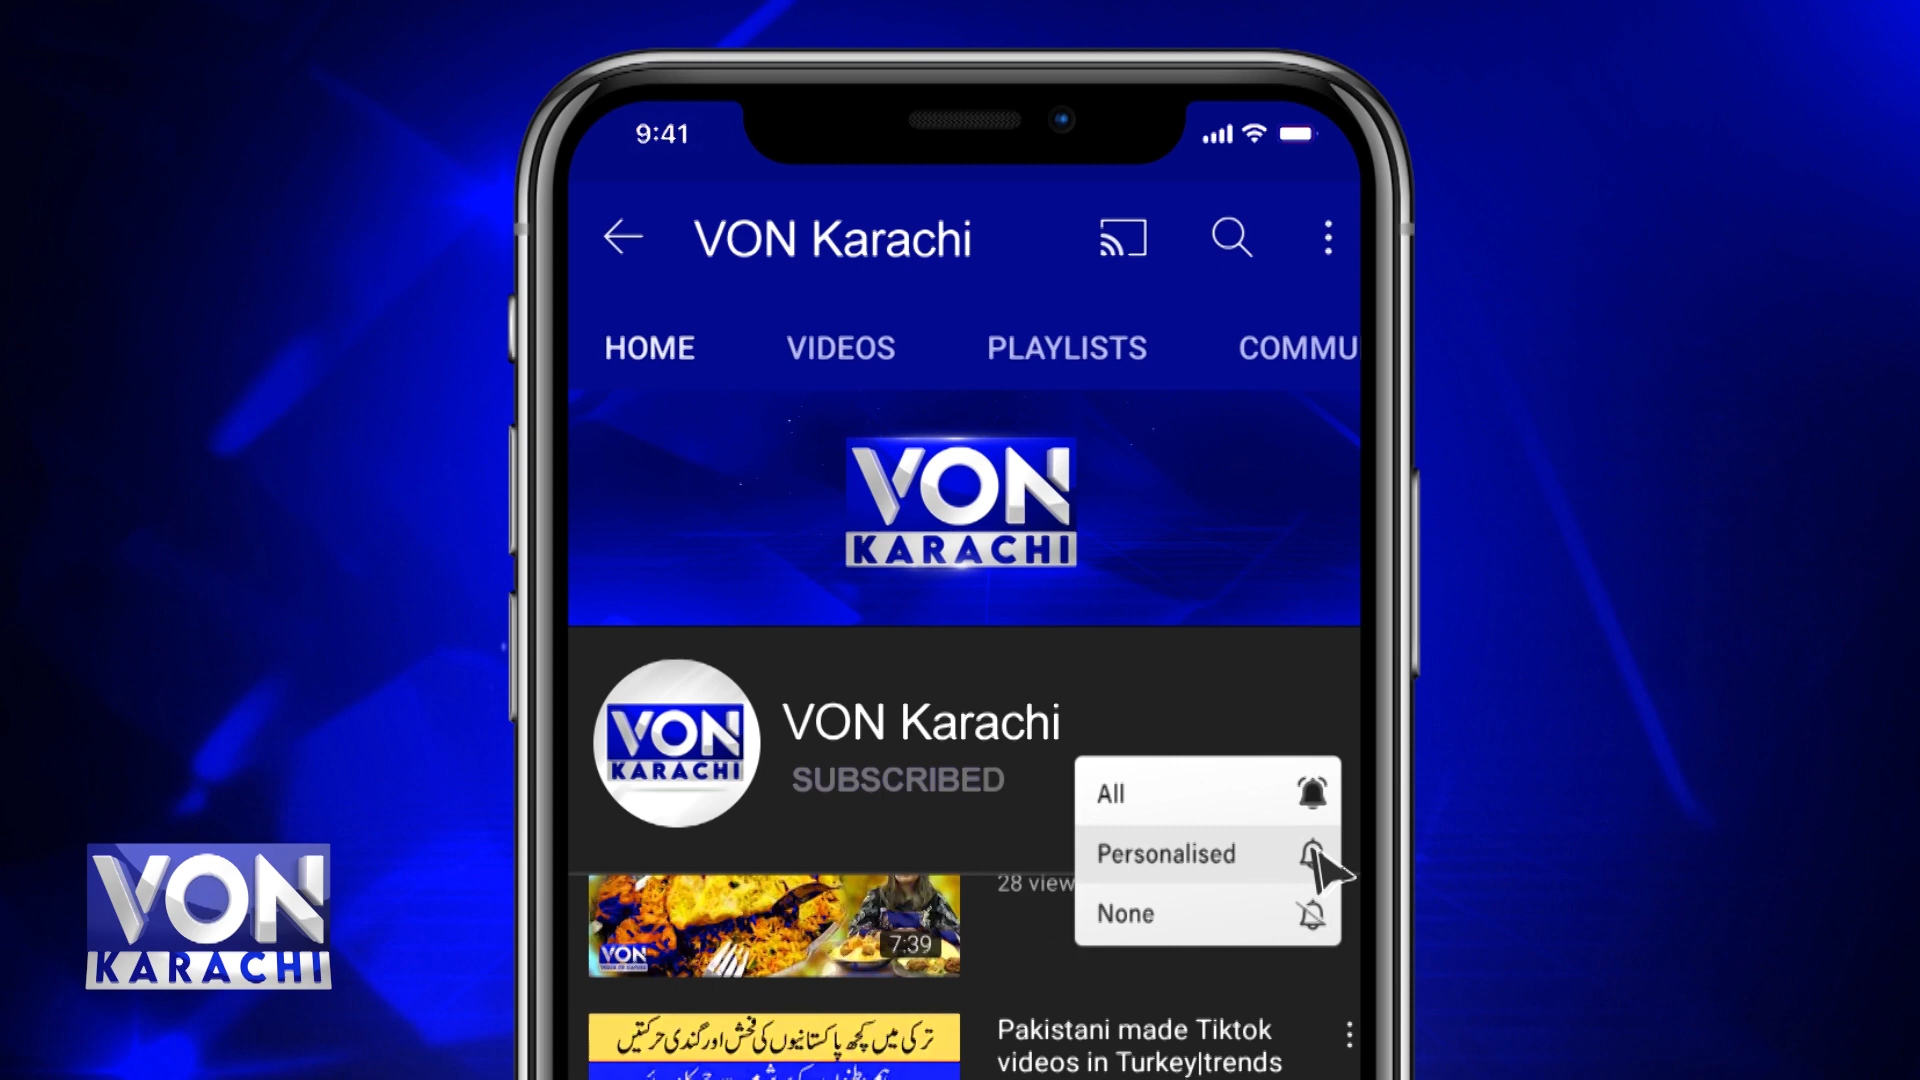 9:41
VON Karachi
HOME VIDEOS PLAYLISTS COMMU
VON
KARACHI
VON
KARACHI
VON Karachi
SUBSCRIBED
All
Personalised
None
28 view
7:39
VON
ترکی میں کچھ پاکستانیوں کی فحش اور گندی حرکتیں
Pakistani made Tiktok
videos in Turkey|trends
VON
KARACHI